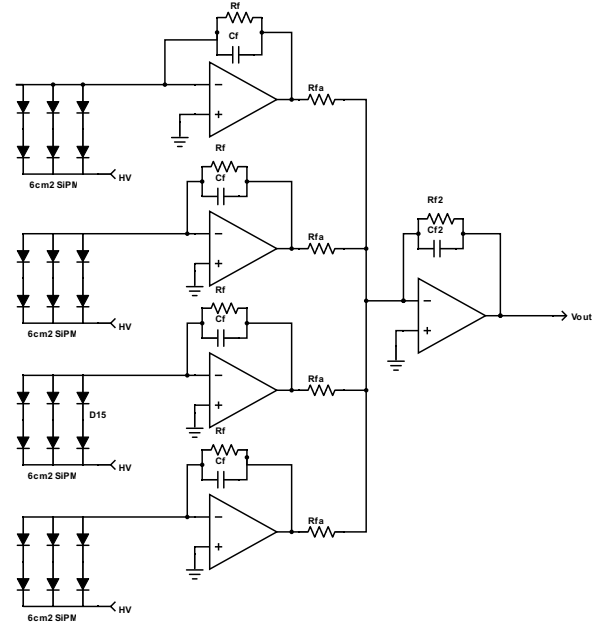 Rf
Cf
−
+
Rfa
HV
6cm2 SiPM
Rf
Cf
−
+
Rfa
HV
6cm2 SiPM
Rf2
Cf2
−
+
Vout
Rf
Cf
−
+
Rfa
D15
HV
6cm2 SiPM
Rf
Cf
−
+
Rfa
HV
6cm2 SiPM